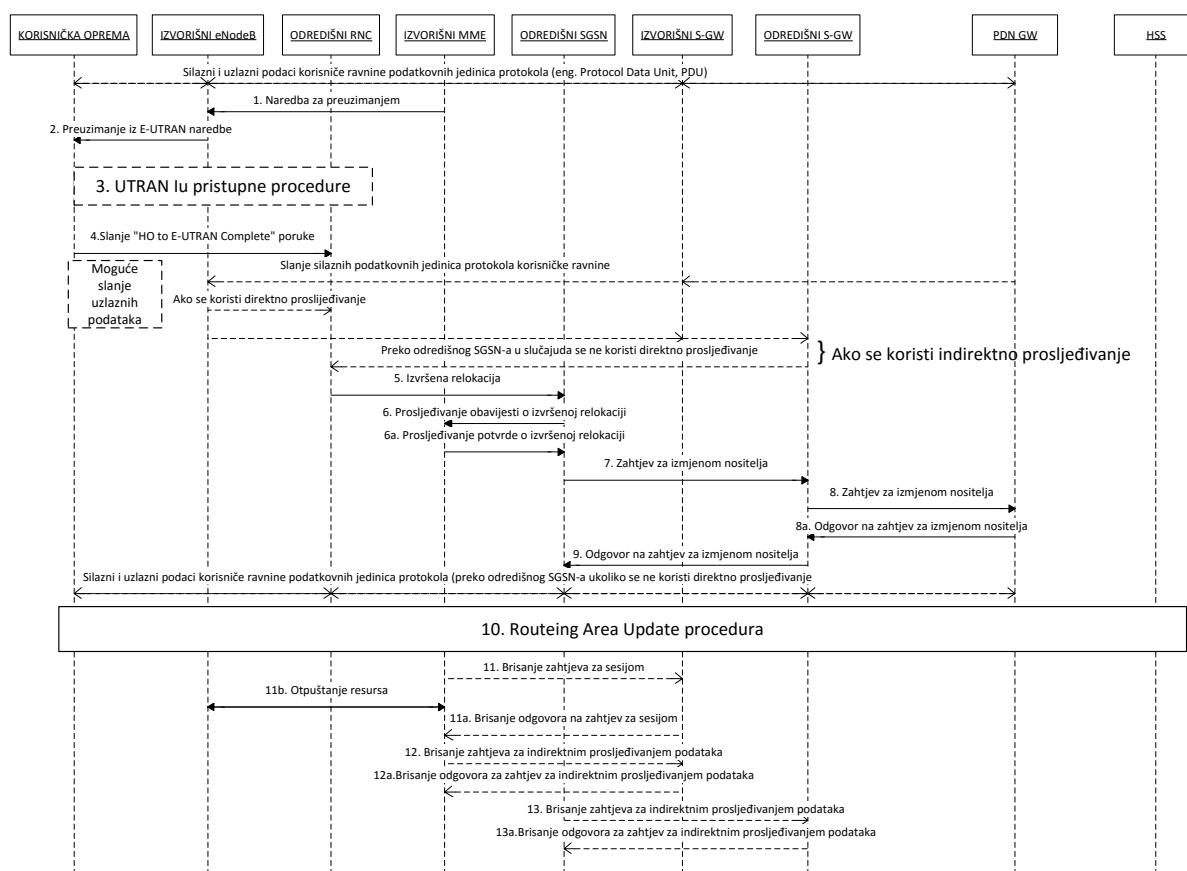 KORISNIČKA OPREMA
IZVORIŠNI eNodeB
ODREDIŠNI RNC
IZVORIŠNI MME
ODREDIŠNI SGSN
IZVORIŠNI S-GW
ODREDIŠNI S-GW
PDN GW
HSS
Silazni i uzlazni podaci korisniče ravnine podatkovnih jedinica protokola (eng. Protocol Data Unit, PDU)
1. Naredba za preuzimanjem
2. Preuzimanje iz E-UTRAN naredbe
3. UTRAN Iu pristupne procedure
4.Slanje "HO to E-UTRAN Complete" poruke
Moguće
slanje
uzlaznih
podataka
Slanje silaznih podatkovnih jedinica protokola korisničke ravnine
Ako se koristi direktno proslijeđivanje
Preko odredišnog SGSN-a u slučajuda se ne koristi direktno prosljeđivanje
} Ako se koristi indirektno prosljeđivanje
5. Izvršena relokacija
6. Prosljeđivanje obavijesti o izvršenoj relokaciji
6a. Prosljeđivanje potvrde o izvršenoj relokaciji
7. Zahtjev za izmjenom nositelja
8. Zahtjev za izmjenom nositelja
8a. Odgovor na zahtjev za izmjenom nositelja
9. Odgovor na zahtjev za izmjenom nositelja
Silazni i uzlazni podaci korisniče ravnine podatkovnih jedinica protokola (preko odredišnog SGSN-a ukoliko se ne koristi direktno prosljeđivanje
10. Routeing Area Update procedura
11. Brisanje zahtjeva za sesijom
11b. Otpuštanje resursa
11a. Brisanje odgovora na zahtjev za sesijom
12. Brisanje zahtjeva za indirektnim prosljeđivanjem podataka
12a.Brisanje odgovora za zahtjev za indirektnim prosljeđivanjem podataka
13. Brisanje zahtjeva za indirektnim prosljeđivanjem podataka
13a.Brisanje odgovora za zahtjev za indirektnim prosljeđivanjem podataka